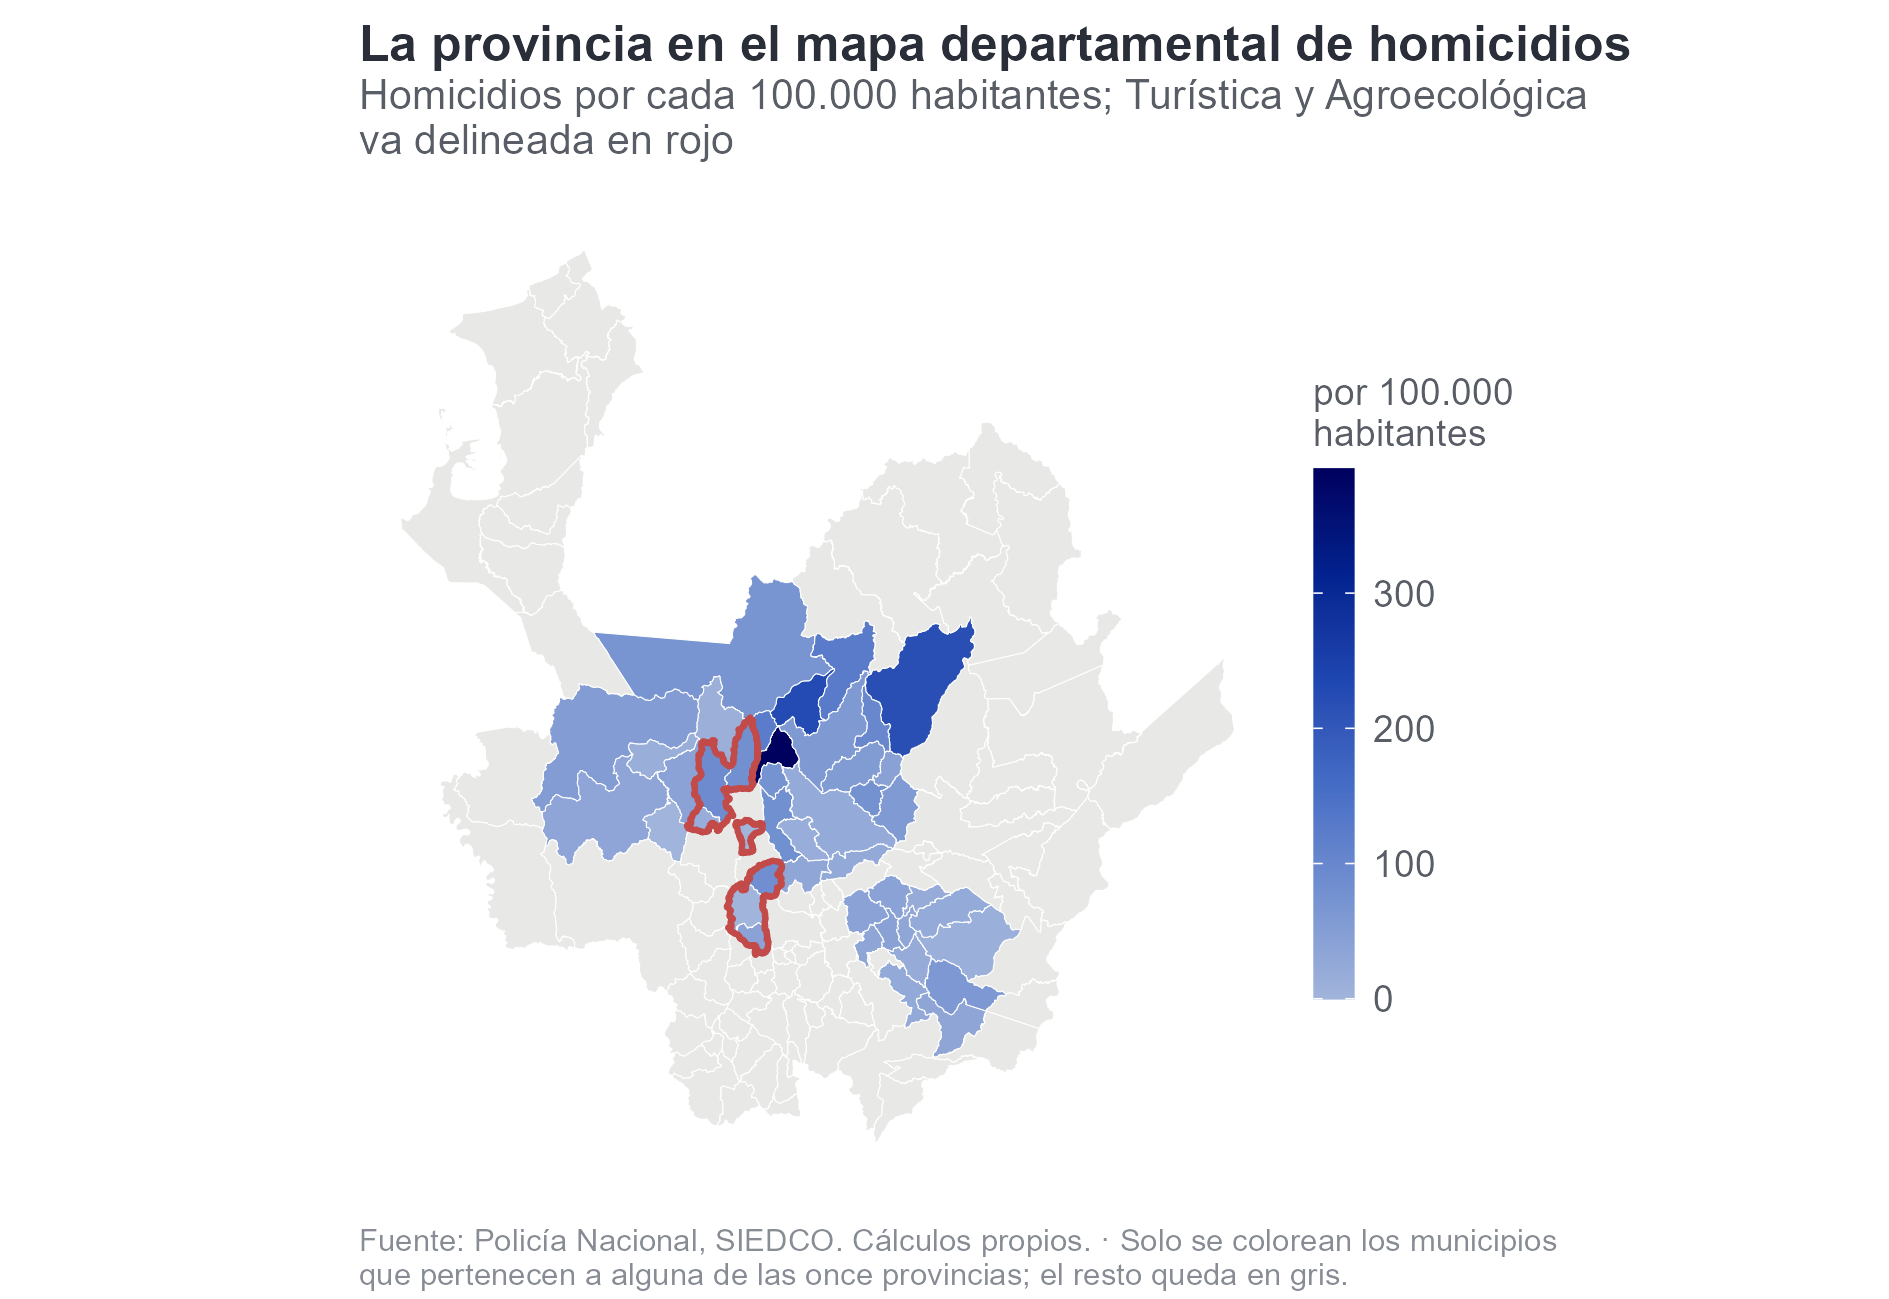 La provincia en el mapa departamental de homicidios
Homicidios por cada 100.000 habitantes; Turística y Agroecológica
va delineada en rojo
por 100.000
habitantes
300
200
100
0
Fuente: Policía Nacional, SIEDCO. Cálculos propios. · Solo se colorean los municipios
que pertenecen a alguna de las once provincias; el resto queda en gris.